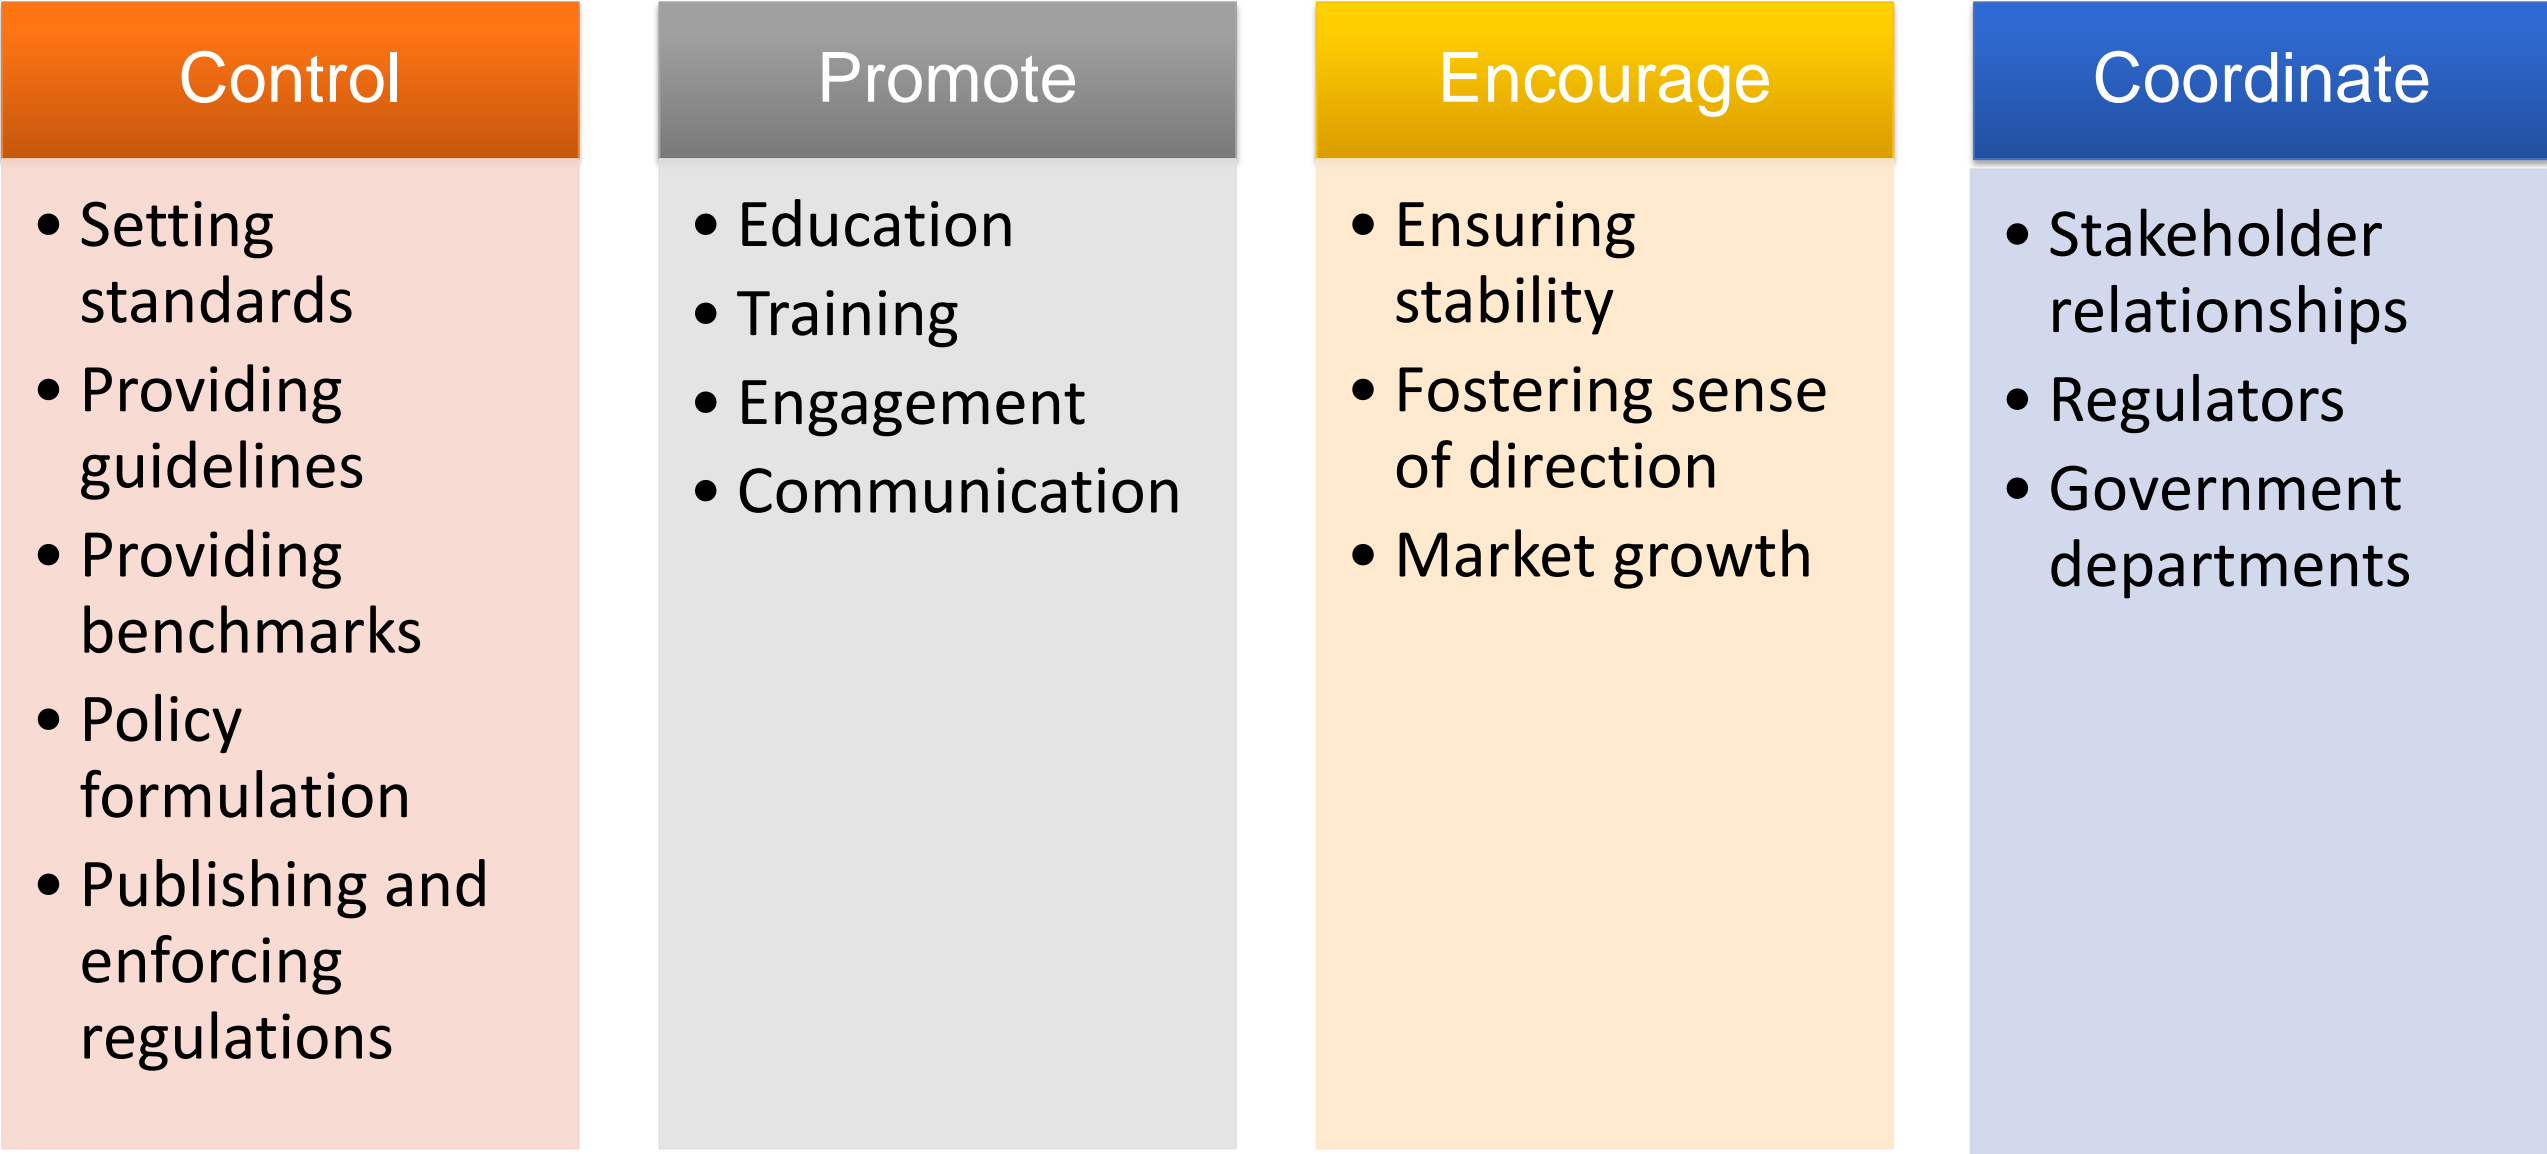 Control
• Setting
standards
• Providing
guidelines
• Providing
benchmarks
• Policy
formulation
• Publishing and
enforcing
regulations
Promote
• Education
• Training
• Engagement
• Communication
Encourage
• Ensuring
stability
• Fostering sense
of direction
• Market growth
Coordinate
• Stakeholder
relationships
• Regulators
• Government
departments